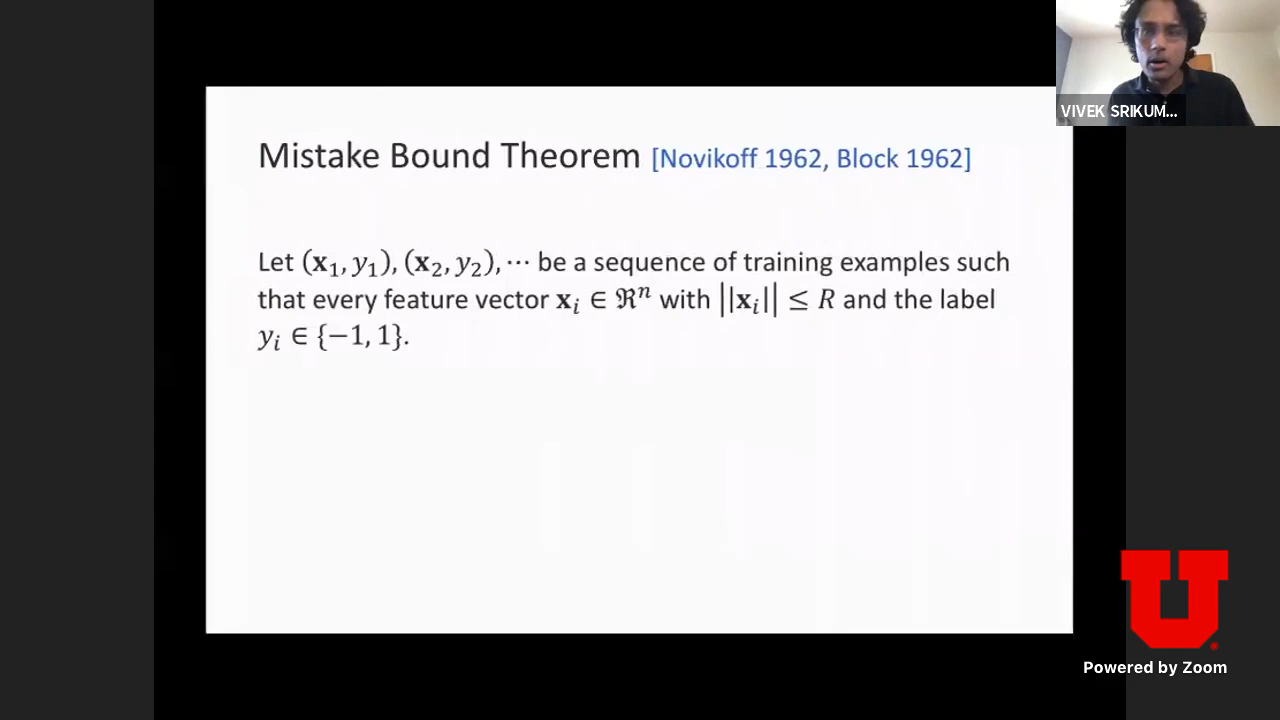 VIVEK SRIKUM...
Mistake Bound Theorem [Novikoff 1962, Block 1962]
Let (𝐱₁, 𝑦₁), (𝐱₂, 𝑦₂), ⋯ be a sequence of training examples such
that every feature vector 𝐱ᵢ ∈ ℜⁿ with ||𝐱ᵢ|| ≤ 𝑅 and the label
𝑦ᵢ ∈ {−1, 1}.
U
Powered by Zoom